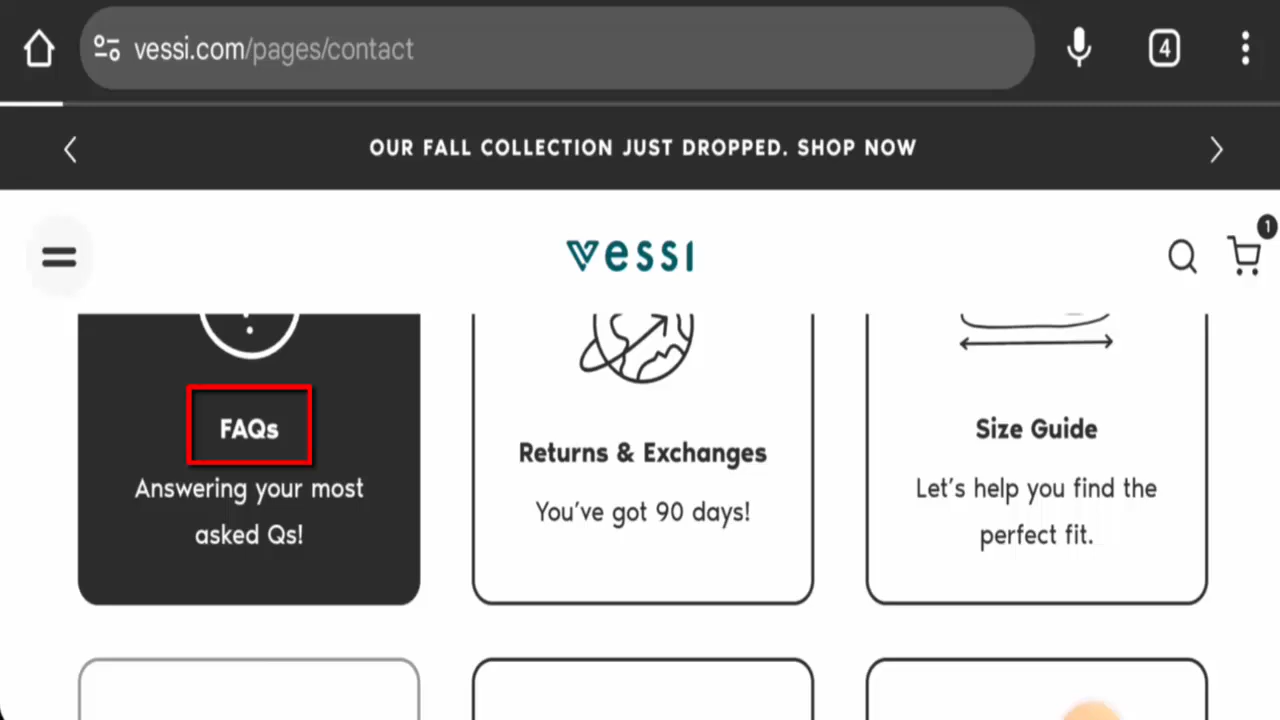 vessi.com/pages/contact
4
OUR FALL COLLECTION JUST DROPPED. SHOP NOW
vessi
1
FAQs
Answering your most
asked Qs!
Returns & Exchanges
You've got 90 days!
Size Guide
Let's help you find the
perfect fit.